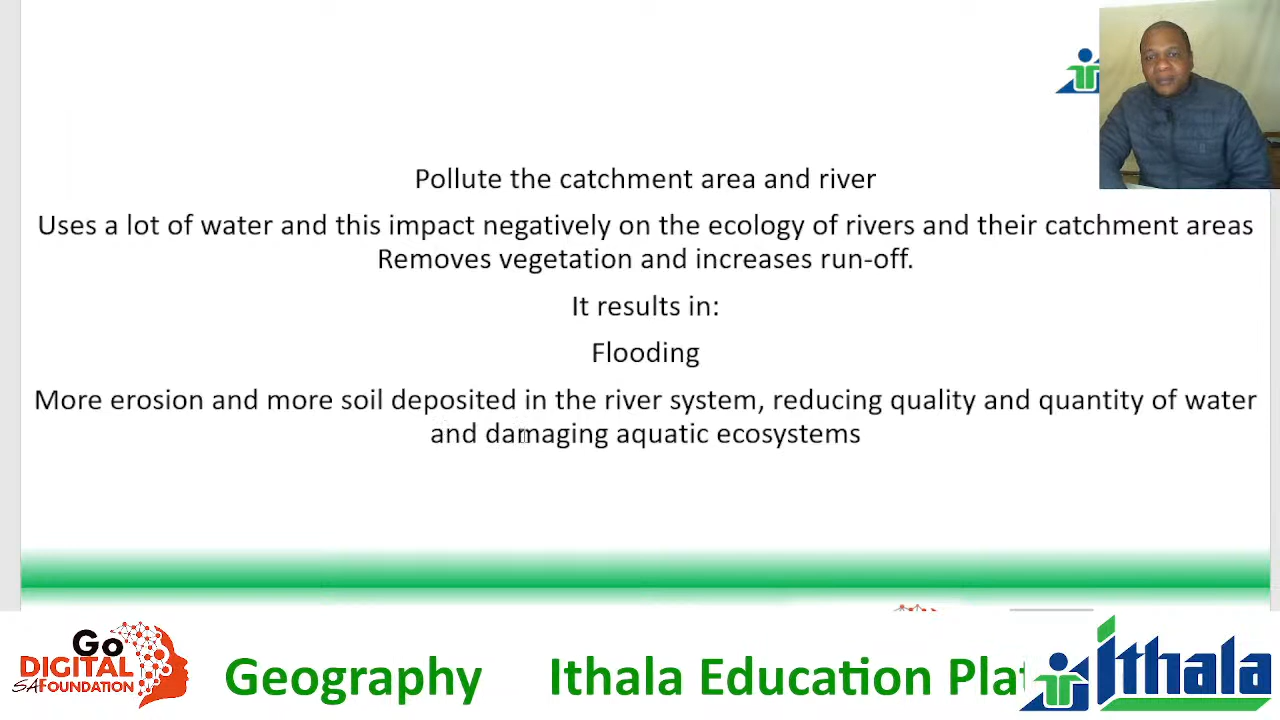 Pollute the catchment area and river
Uses a lot of water and this impact negatively on the ecology of rivers and their catchment areas
Removes vegetation and increases run-off.
It results in:
Flooding
More erosion and more soil deposited in the river system, reducing quality and quantity of water
and damaging aquatic ecosystems
Go
DIGITAL
SA FOUNDATION
Geography Ithala Education Plat
Ithala